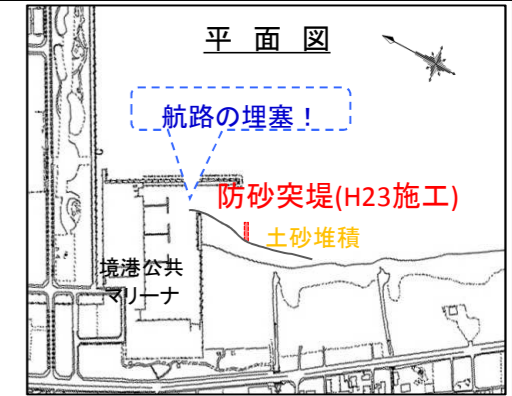 平 面 図
航路の埋塞！
防砂突堤(H23施工)
土砂堆積
境港公共
マリーナ